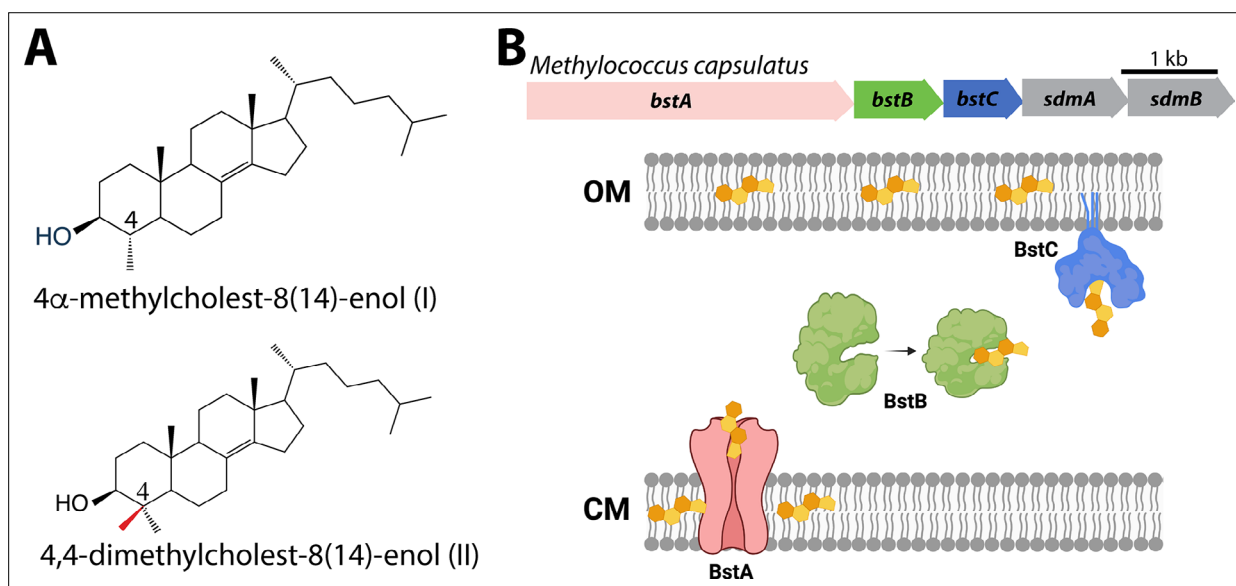 A
4
HO
4α-methylcholest-8(14)-enol (I)
4
HO
4,4-dimethylcholest-8(14)-enol (II)
B
Methylococcus capsulatus
1 kb
bstA bstB bstC sdmA sdmB
OM
BstC
BstB
CM
BstA